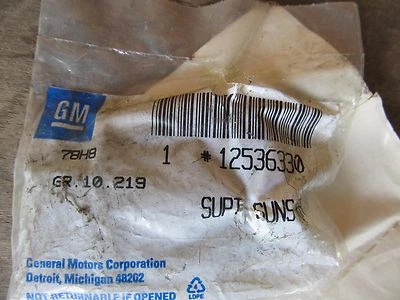 GM
78H8
1 *12536330
GR.10.219
SUPT SUNS
General Motors Corporation
Detroit, Michigan 48202
NOT RETURNABLE IF OPENED
LDPE